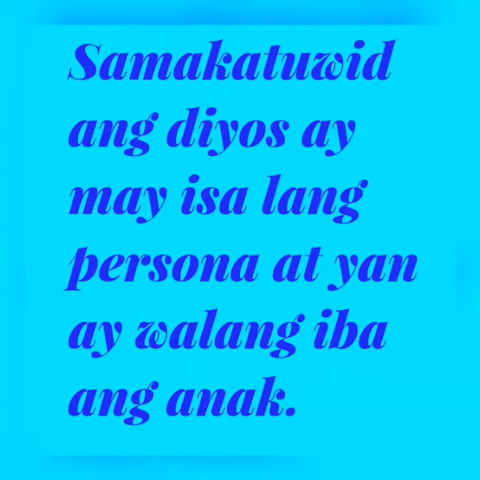 Samakatuwid
ang diyos ay
may isa lang
persona at yan
ay walang iba
ang anak.